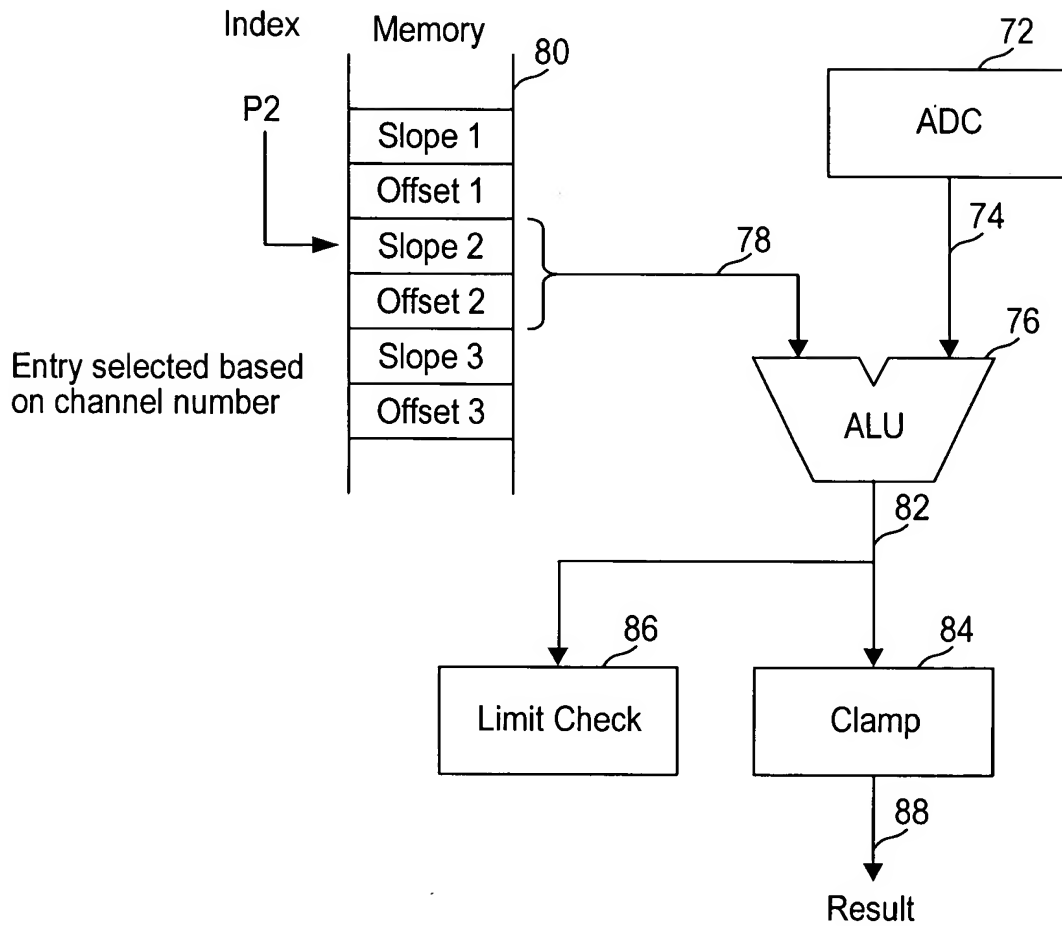 Index
Memory
80
72
P2
ADC
Slope 1
Offset 1
Slope 2
Offset 2
Slope 3
Offset 3
78
74
76
Entry selected based
on channel number
ALU
82
86
84
Limit Check
Clamp
88
Result